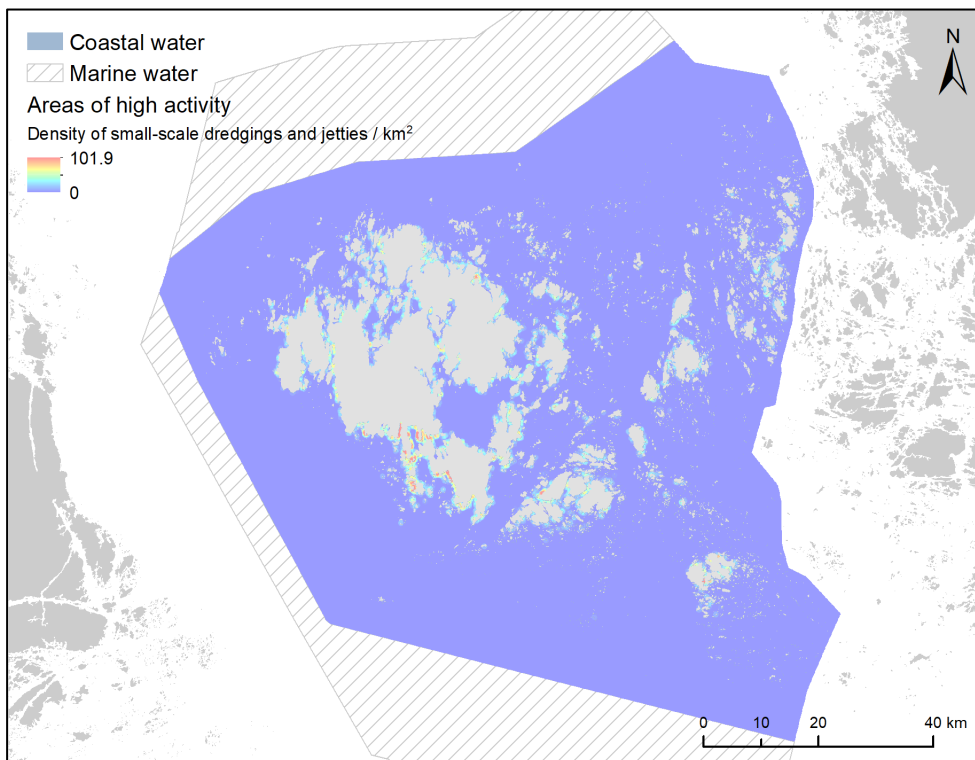 Coastal water
Marine water
Areas of high activity
Density of small-scale dredgings and jetties / km²
101.9
0
N
0 10 20 40 km